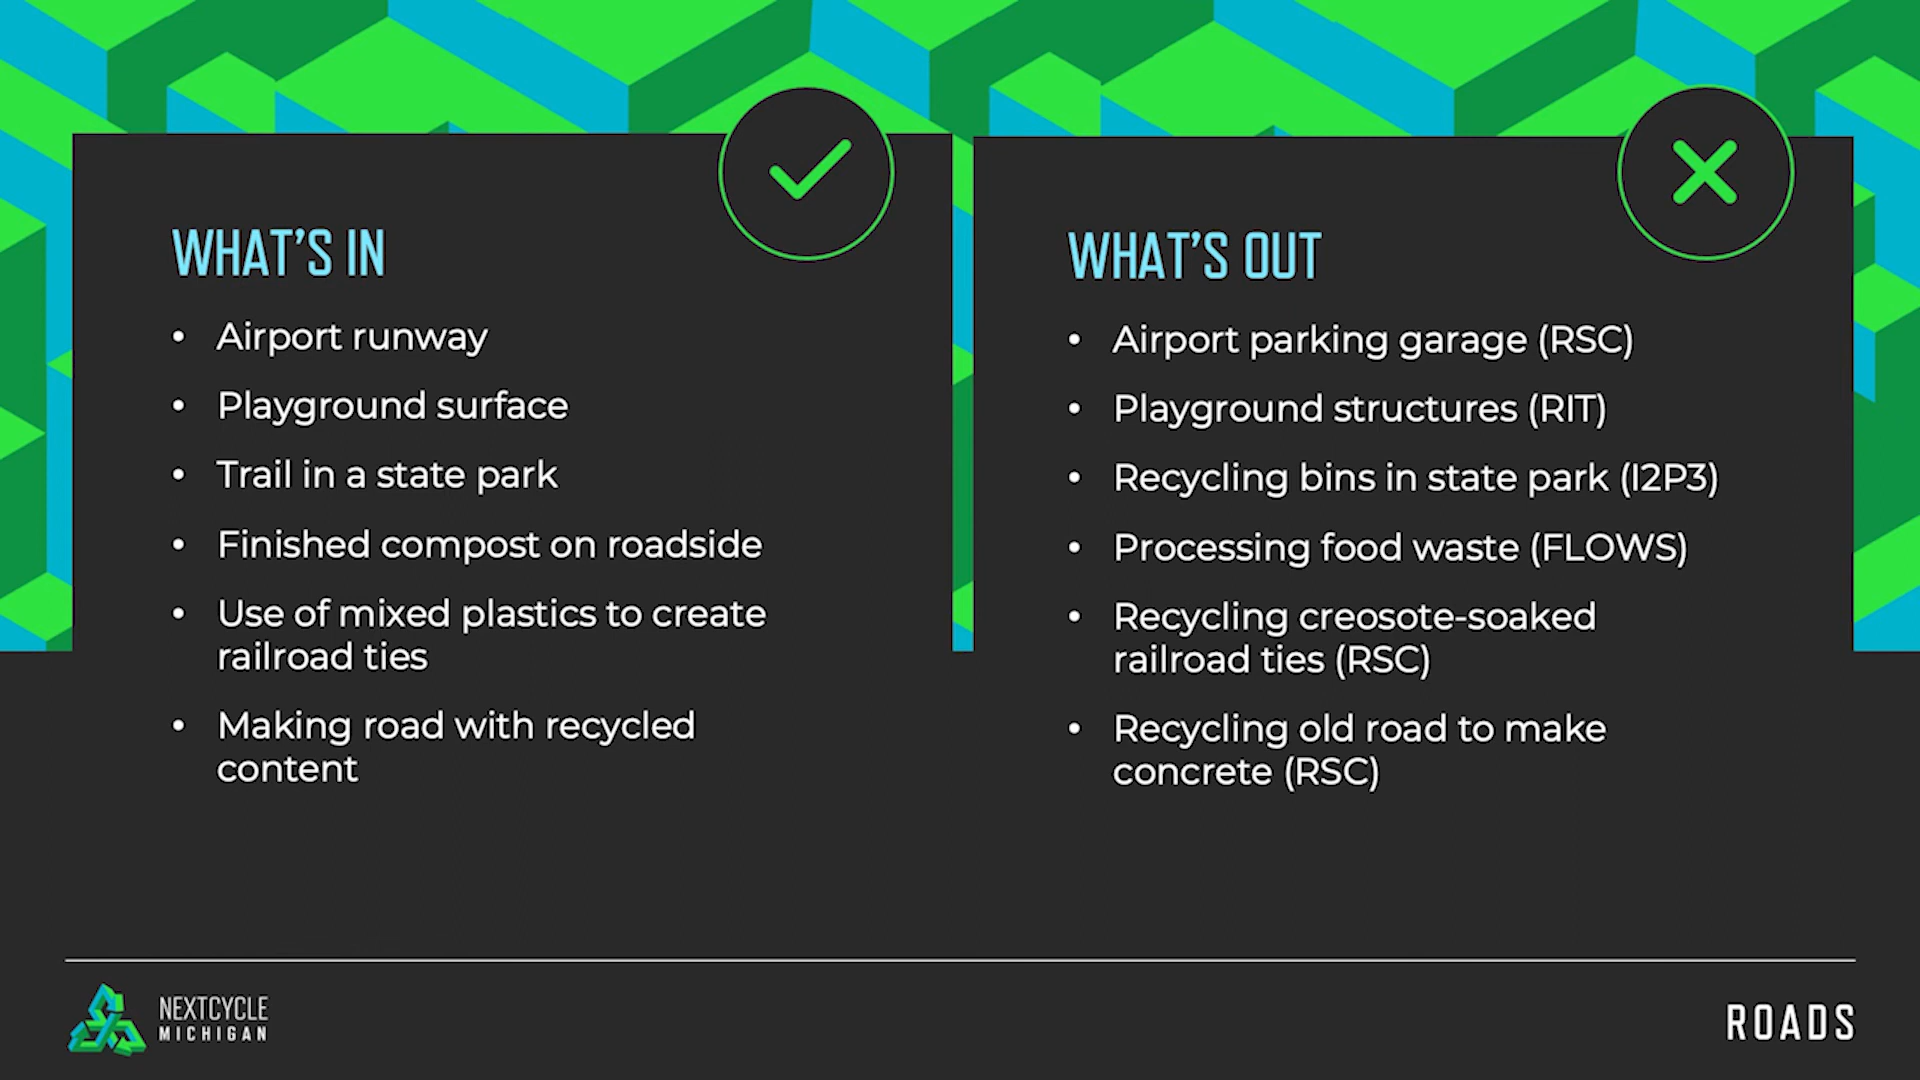 WHAT'S IN
• Airport runway
• Playground surface
• Trail in a state park
• Finished compost on roadside
• Use of mixed plastics to create
railroad ties
• Making road with recycled
content
WHAT'S OUT
• Airport parking garage (RSC)
• Playground structures (RIT)
• Recycling bins in state park (I2P3)
• Processing food waste (FLOWS)
• Recycling creosote-soaked
railroad ties (RSC)
• Recycling old road to make
concrete (RSC)
NEXTCYCLE
MICHIGAN
ROADS